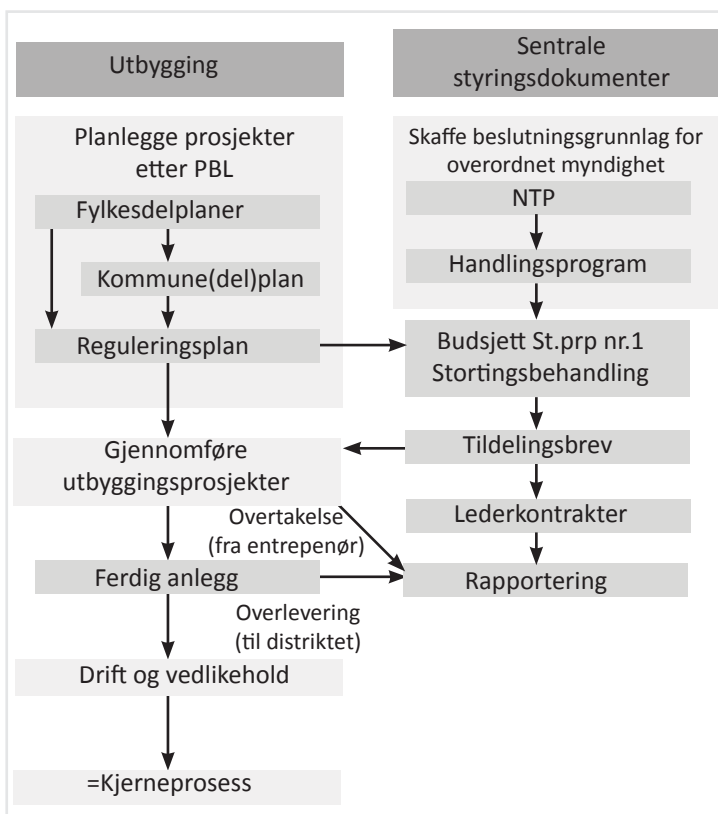 Utbygging
Sentrale
styringsdokumenter
Planlegge prosjekter
etter PBL
Fylkesdelplaner
Kommune(del)plan
Reguleringsplan
Skaffe beslutningsgrunnlag for
overordnet myndighet
NTP
Handlingsprogram
Budsjett St.prp nr.1
Stortingsbehandling
Gjennomføre
utbyggingsprosjekter
Tildelingsbrev
Lederkontrakter
Overtakelse
(fra entrepenør)
Ferdig anlegg
Rapportering
Overlevering
(til distriktet)
Drift og vedlikehold
=Kjerneprosess